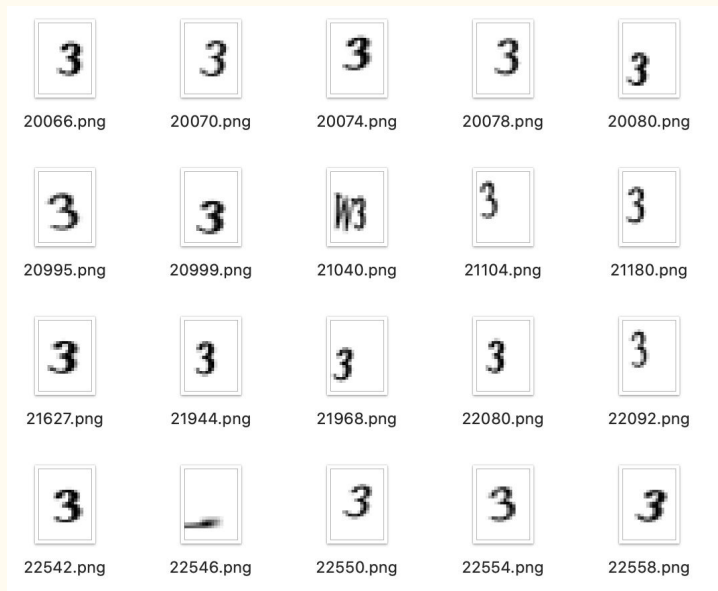 3 3 3 3 3
20066.png 20070.png 20074.png 20078.png 20080.png
3 3 W3 3 3
20995.png 20999.png 21040.png 21104.png 21180.png
3 3 3 3 3
21627.png 21944.png 21968.png 22080.png 22092.png
3 3 3 3
22542.png 22546.png 22550.png 22554.png 22558.png